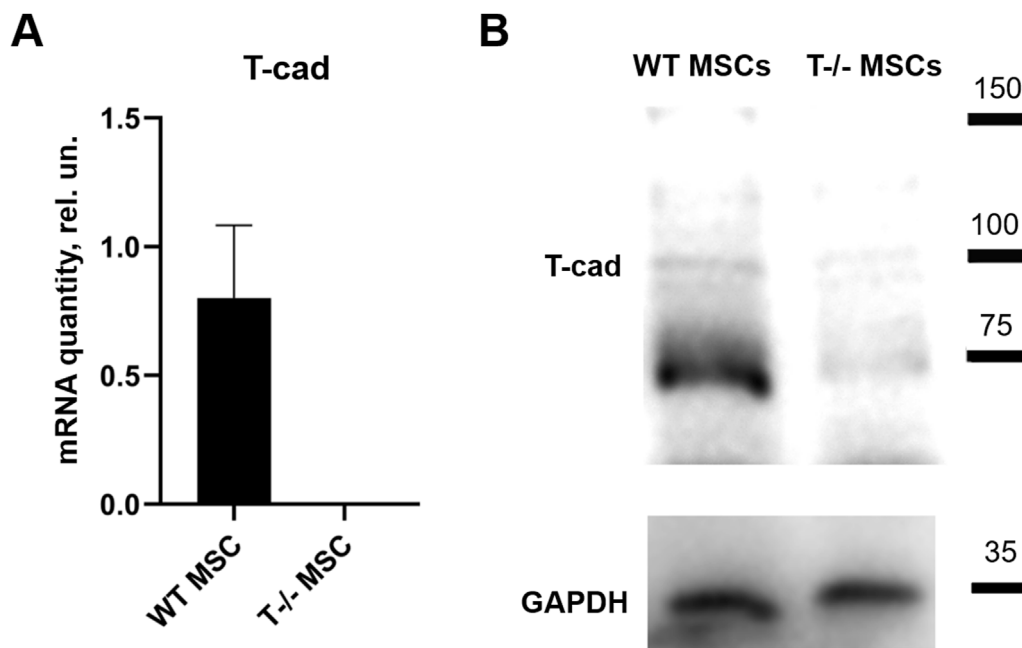 A
T-cad
mRNA quantity, rel. un.
1.5
1.0
0.5
0.0
WT MSC
T-/- MSC
B
WT MSCs T-/- MSCs
150
100
T-cad
75
35
GAPDH